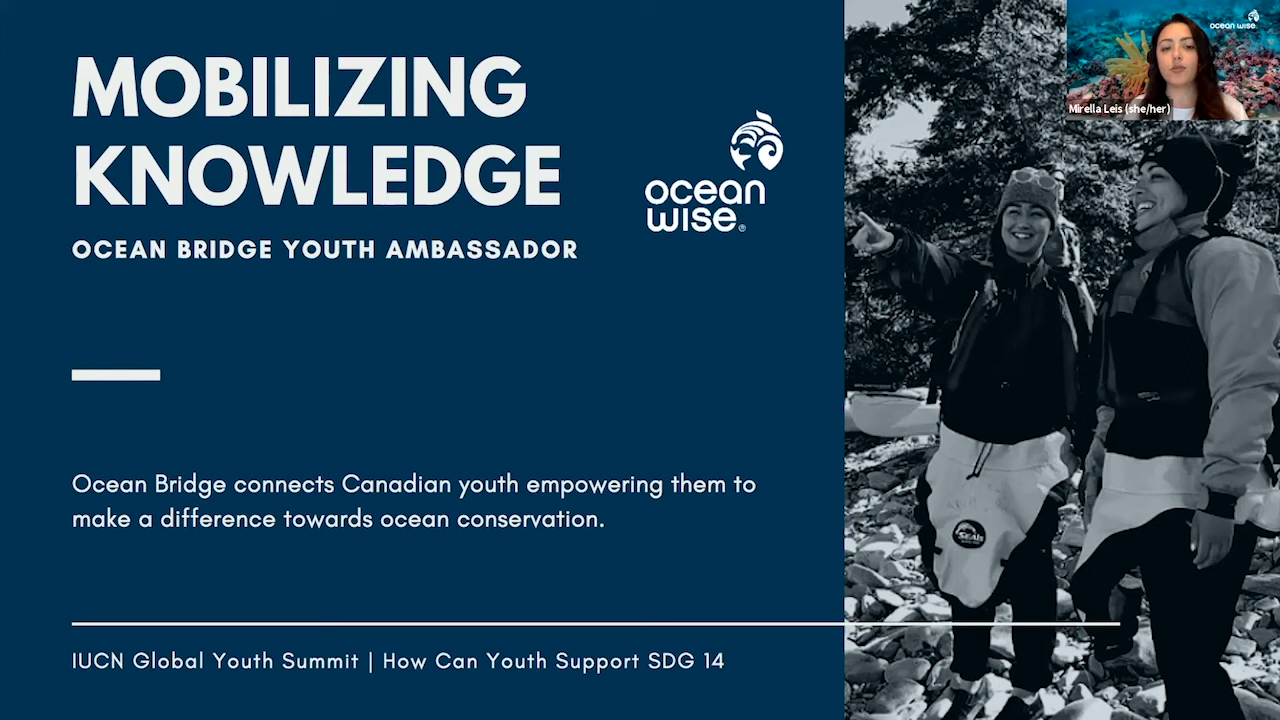 MOBILIZING
KNOWLEDGE
OCEAN BRIDGE YOUTH AMBASSADOR
ocean
wise®
Ocean Bridge connects Canadian youth empowering them to
make a difference towards ocean conservation.
IUCN Global Youth Summit | How Can Youth Support SDG 14
ocean wise
Mirella Leis (she/her)
SEALS